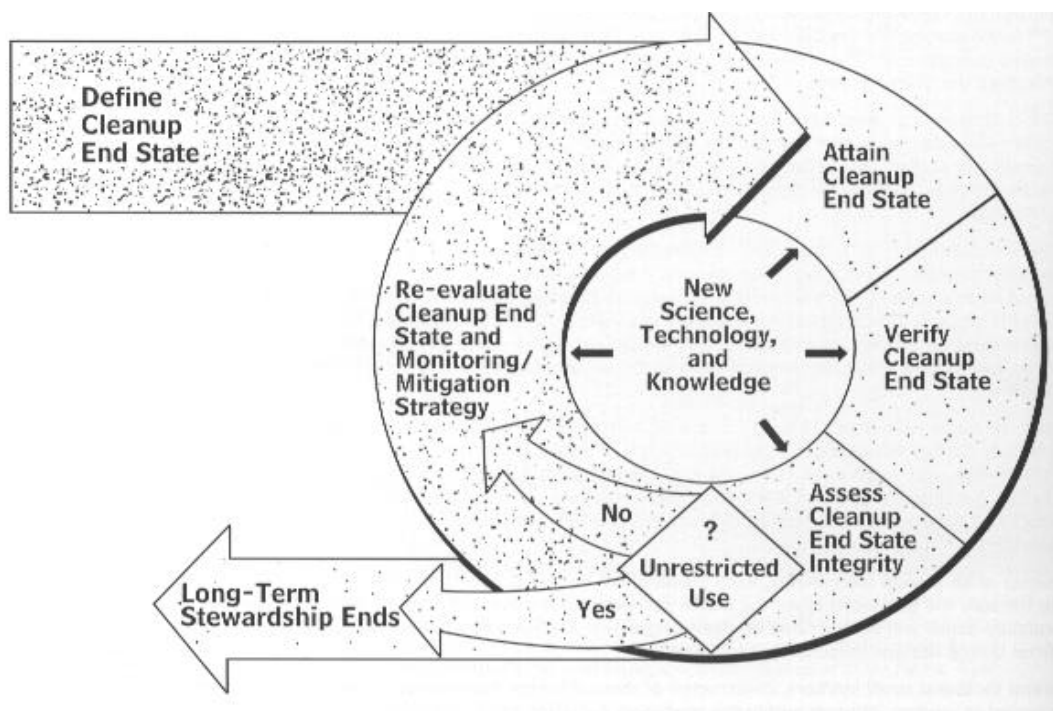 Define
Cleanup
End State
Attain
Cleanup
End State
Verify
Cleanup
End State
Assess
Cleanup
End State
Integrity
?
Unrestricted
Use
No
Yes
Re-evaluate
Cleanup End
State and
Monitoring/
Mitigation
Strategy
New
Science,
Technology,
and
Knowledge
Long-Term
Stewardship Ends